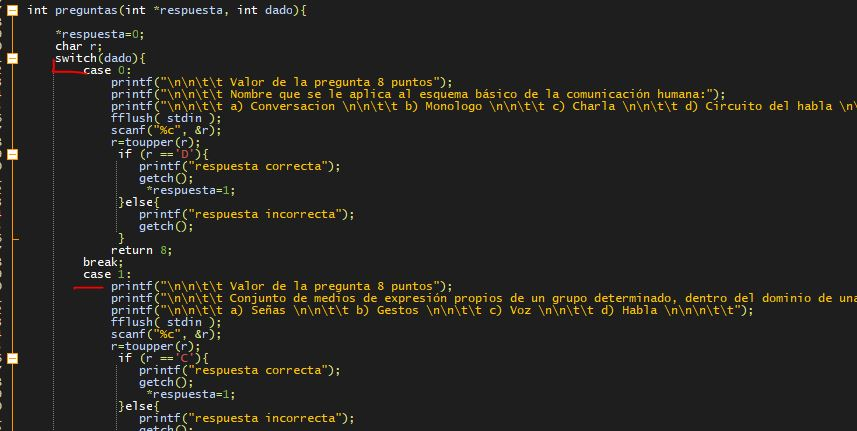 int preguntas(int *respuesta, int dado){
*respuesta=0;
char r;
switch(dado){
case 0:
printf("\n\n\t\t Valor de la pregunta 8 puntos");
printf("\n\n\t\t Nombre que se le aplica al esquema básico de la comunicación humana:");
printf("\n\n\t\t a) Conversacion \n\n\t\t b) Monologo \n\n\t\t c) Charla \n\n\t\t d) Circuito del habla \n
fflush( stdin );
scanf("%c", &r);
r=toupper(r);
if (r =='D'){
printf("respuesta correcta");
getch();
*respuesta=1;
}else{
printf("respuesta incorrecta");
getch();
}
return 8;
break;
case 1:
printf("\n\n\t\t Valor de la pregunta 8 puntos");
printf("\n\n\t\t Conjunto de medios de expresión propios de un grupo determinado, dentro del dominio de una
printf("\n\n\t\t a) Señas \n\n\t\t b) Gestos \n\n\t\t c) Voz \n\n\t\t d) Habla \n\n\n\t\t");
fflush( stdin );
scanf("%c", &r);
r=toupper(r);
if (r =='C'){
printf("respuesta correcta");
getch();
*respuesta=1;
}else{
printf("respuesta incorrecta");
getch();